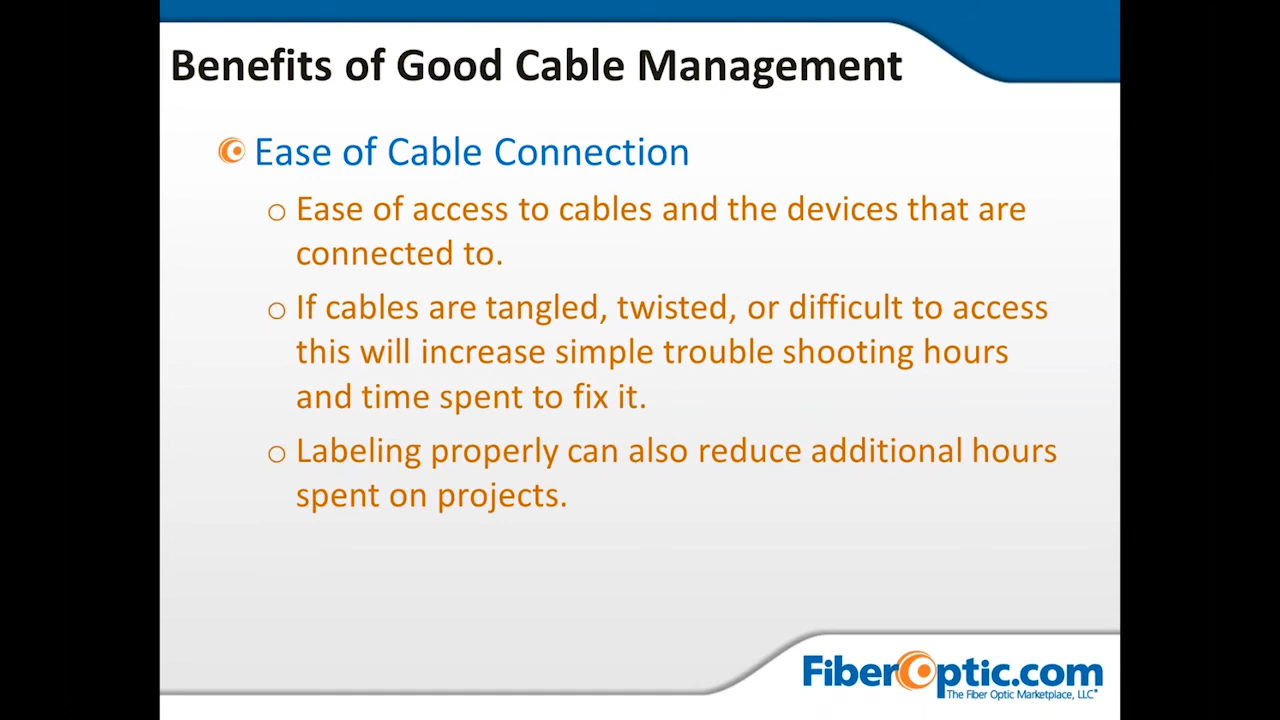 Benefits of Good Cable Management
Ease of Cable Connection
Ease of access to cables and the devices that are
connected to.
If cables are tangled, twisted, or difficult to access
this will increase simple trouble shooting hours
and time spent to fix it.
Labeling properly can also reduce additional hours
spent on projects.
FiberOptic.com
The Fiber Optic Marketplace, LLC®